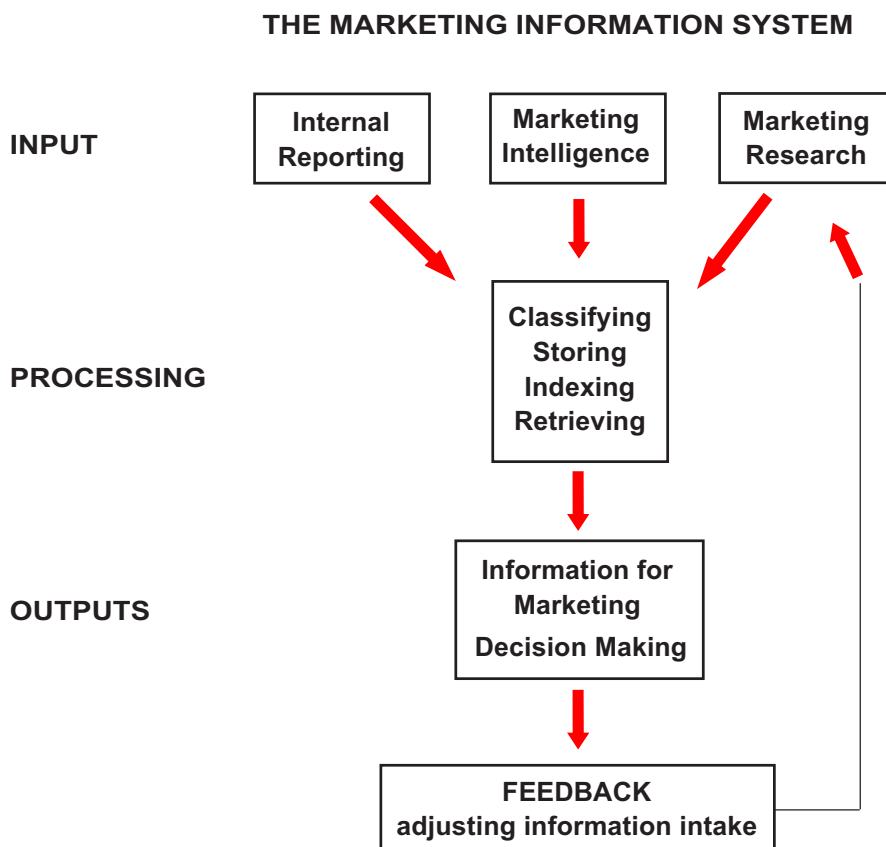 THE MARKETING INFORMATION SYSTEM
INPUT
Internal
Reporting
Marketing
Intelligence
Marketing
Research
PROCESSING
Classifying
Storing
Indexing
Retrieving
OUTPUTS
Information for
Marketing
Decision Making
FEEDBACK
adjusting information intake